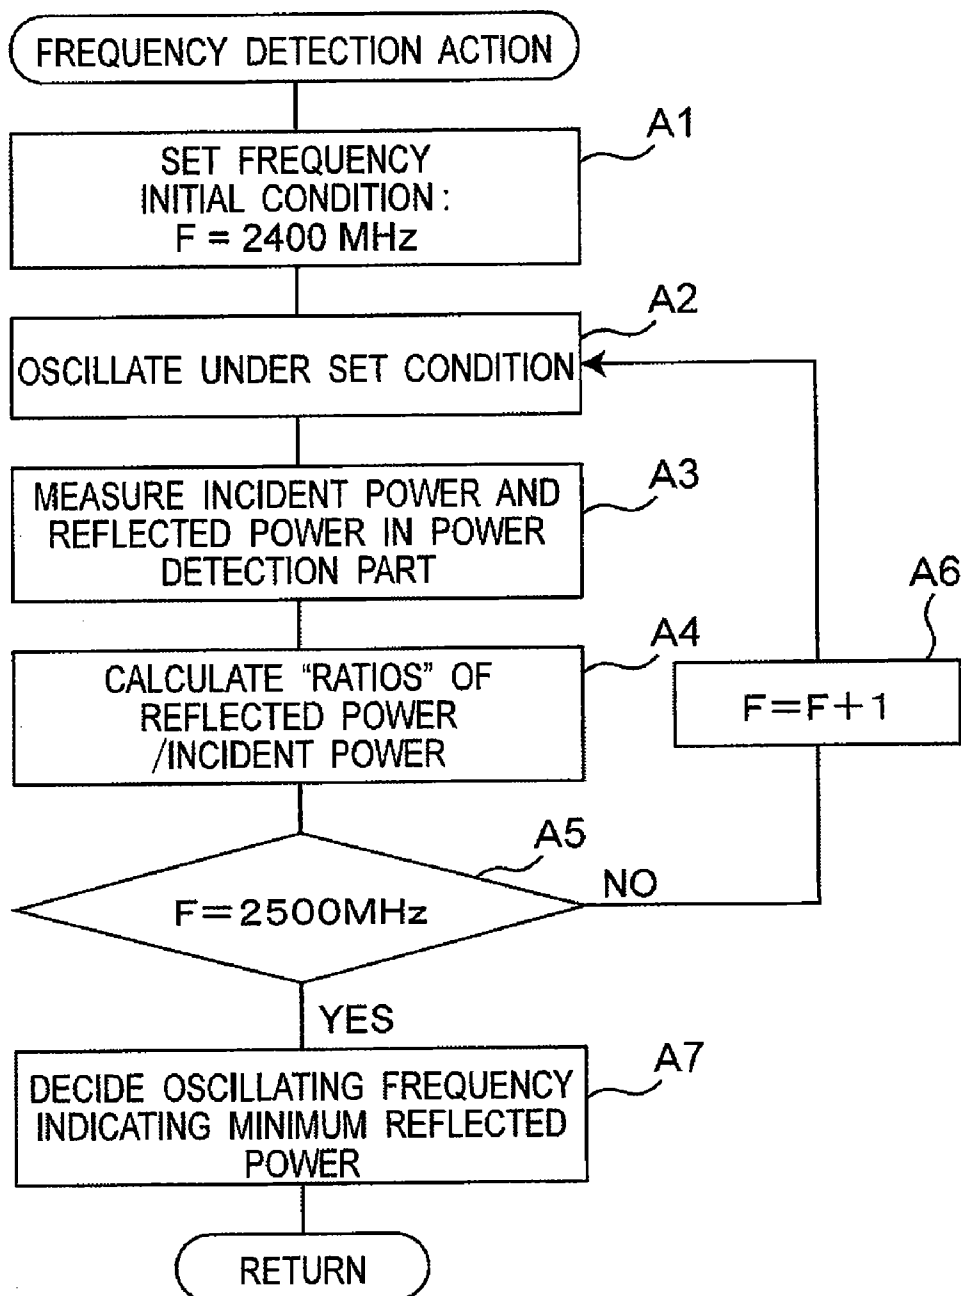 FREQUENCY DETECTION ACTION
A1
SET FREQUENCY
INITIAL CONDITION:
F = 2400 MHz
A2
OSCILLATE UNDER SET CONDITION
A3
MEASURE INCIDENT POWER AND
REFLECTED POWER IN POWER
DETECTION PART
A6
A4
CALCULATE "RATIOS" OF
REFLECTED POWER
/INCIDENT POWER
F=F+1
A5
NO
F=2500MHz
YES
A7
DECIDE OSCILLATING FREQUENCY
INDICATING MINIMUM REFLECTED
POWER
RETURN